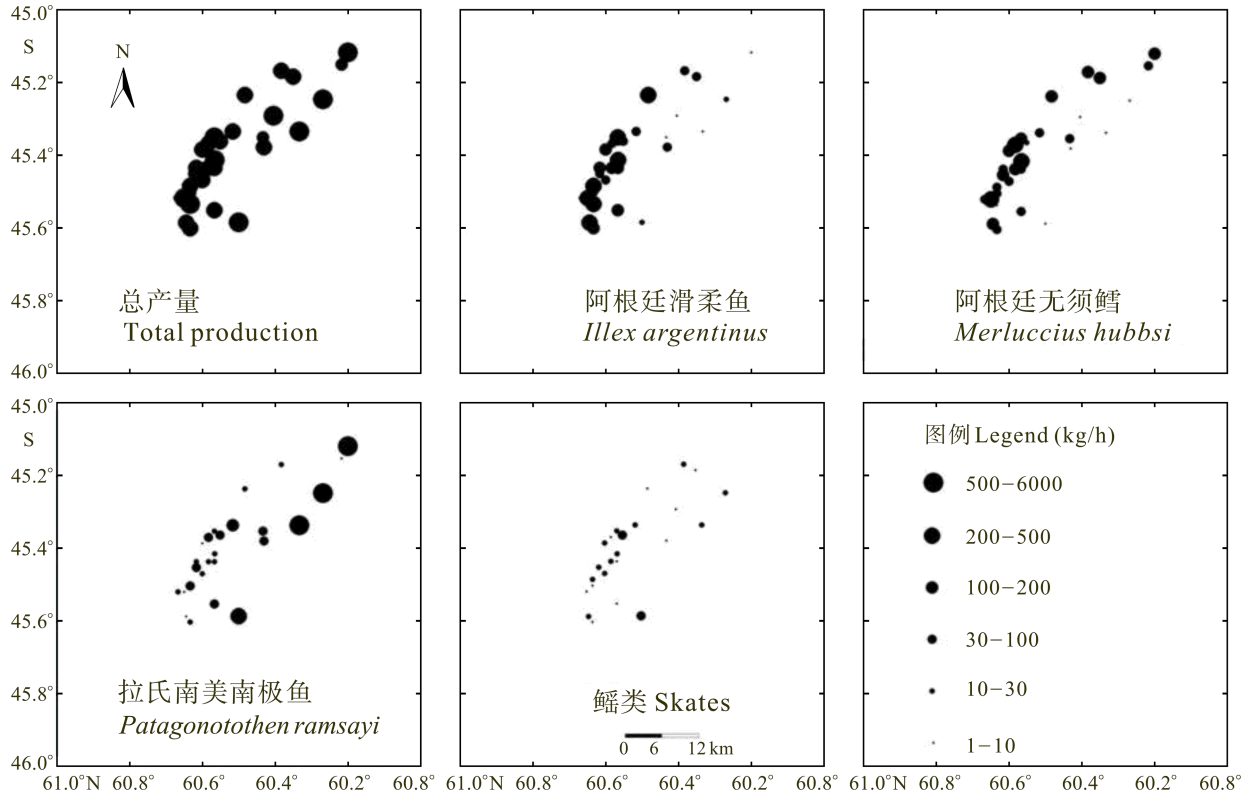 45.0°
S
45.2°
45.4°
45.6°
45.8°
46.0°
N
总产量
Total production
阿根廷滑柔鱼
Illex argentinus
阿根廷无须鳕
Merluccius hubbsi
45.0°
S
45.2°
45.4°
45.6°
45.8°
46.0°
拉氏南美南极鱼
Patagonotothen ramsayi
鳐类 Skates
0 6 12 km
图例 Legend (kg/h)
500−6000
200−500
100−200
30−100
10−30
1−10
61.0°N 60.8° 60.6° 60.4° 60.2° 61.0°N 60.8° 60.6° 60.4° 60.2° 61.0°N 60.8° 60.6° 60.4° 60.2° 60.8°